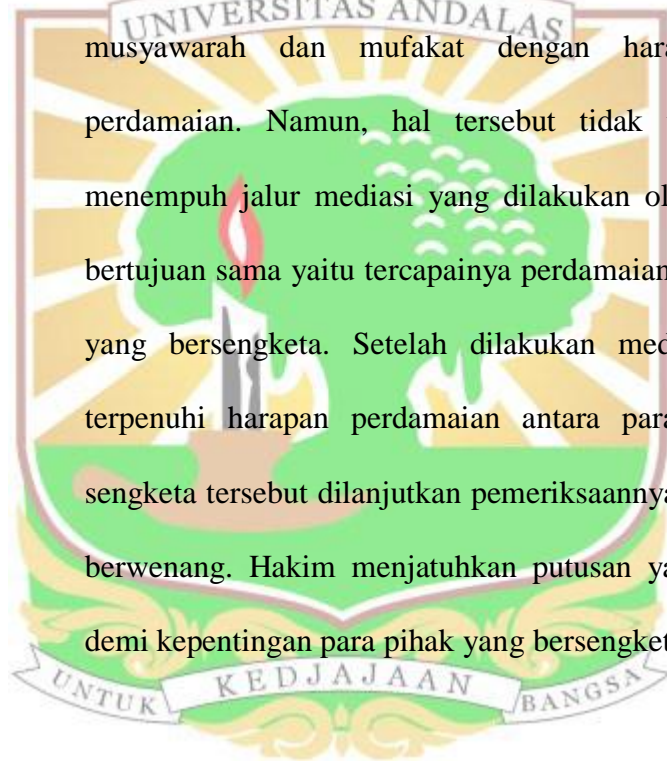 UNIVERSITAS ANDALAS
musyawarah dan mufakat dengan hara
perdamaian. Namun, hal tersebut tidak
menempuh jalur mediasi yang dilakukan ol
bertujuan sama yaitu tercapainya perdamaian
yang bersengketa. Setelah dilakukan med
terpenuhi harapan perdamaian antara para
sengketa tersebut dilanjutkan pemeriksaannya
berwenang. Hakim menjatuhkan putusan ya
demi kepentingan para pihak yang bersengket
UNTUK KEDJAJAAN BANGSA